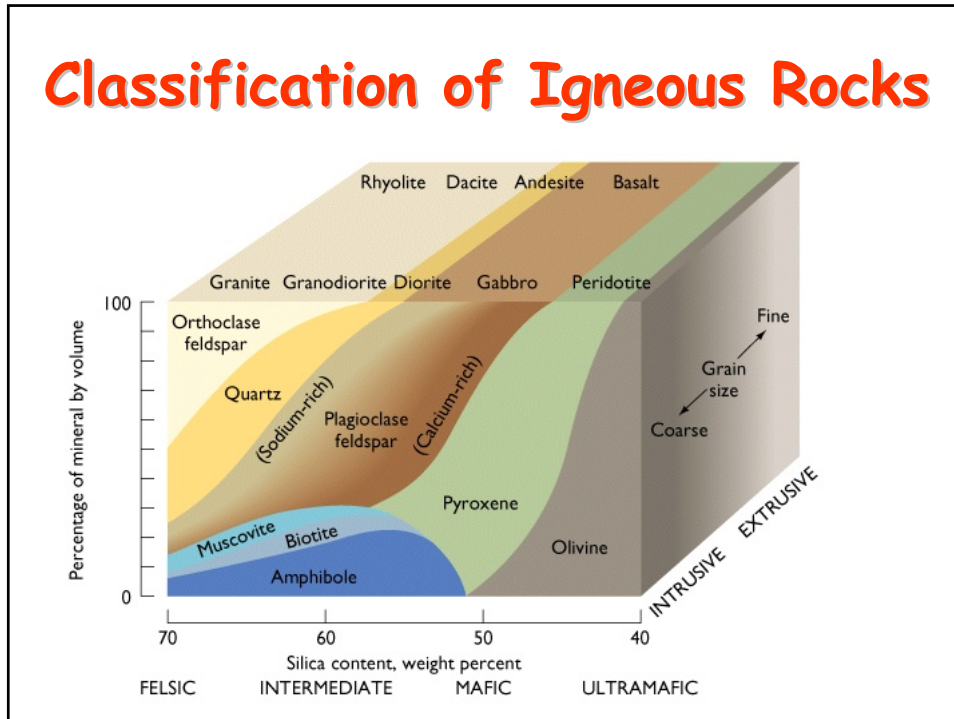 Classification of Igneous Rocks
Rhyolite Dacite Andesite Basalt
Granite Granodiorite Diorite Gabbro Peridotite
100
Orthoclase
feldspar
Quartz
(Sodium-rich)
Plagioclase
feldspar
(Calcium-rich)
Muscovite
Biotite
Amphibole
Pyroxene
Olivine
Fine
Grain
size
Coarse
INTRUSIVE EXTRUSIVE
Percentage of mineral by volume
0
70 60 50 40
Silica content, weight percent
FELSIC INTERMEDIATE MAFIC ULTRAMAFIC